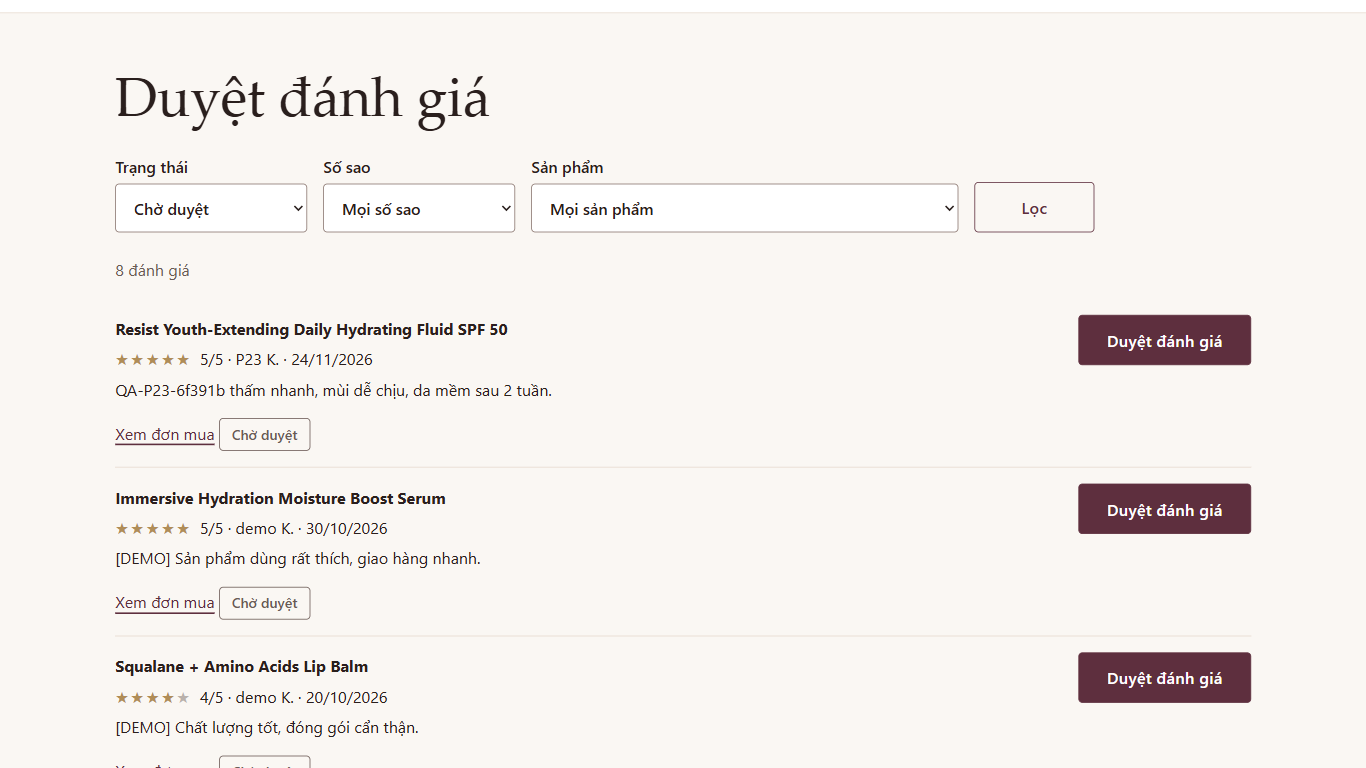 Duyệt đánh giá
Trạng thái
Số sao
Sản phẩm
Chờ duyệt
Mọi số sao
Mọi sản phẩm
Lọc
8 đánh giá
Resist Youth-Extending Daily Hydrating Fluid SPF 50
Duyệt đánh giá
★★★★★ 5/5 · P23 K. · 24/11/2026
QA-P23-6f391b thấm nhanh, mùi dễ chịu, da mềm sau 2 tuần.
Xem đơn mua Chờ duyệt
Immersive Hydration Moisture Boost Serum
Duyệt đánh giá
★★★★★ 5/5 · demo K. · 30/10/2026
[DEMO] Sản phẩm dùng rất thích, giao hàng nhanh.
Xem đơn mua Chờ duyệt
Squalane + Amino Acids Lip Balm
Duyệt đánh giá
★★★★★ 4/5 · demo K. · 20/10/2026
[DEMO] Chất lượng tốt, đóng gói cẩn thận.